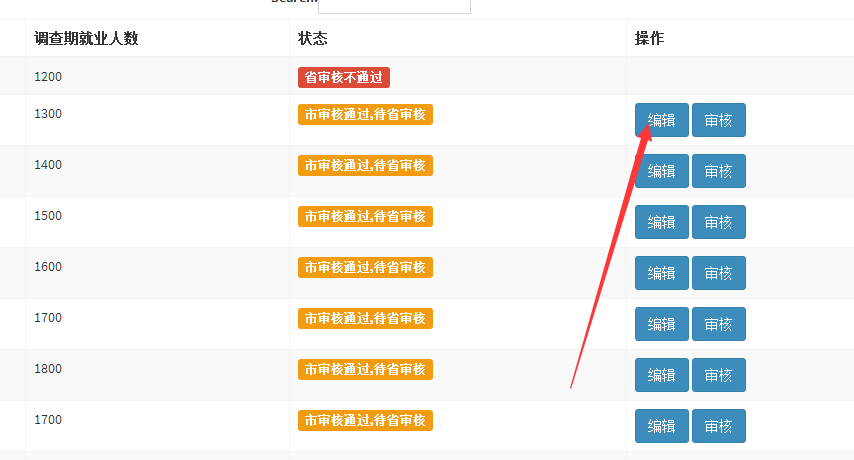 Search:
调查期就业人数 状态 操作
1200 省审核不通过
1300 市审核通过,待省审核 编辑 审核
1400 市审核通过,待省审核 编辑 审核
1500 市审核通过,待省审核 编辑 审核
1600 市审核通过,待省审核 编辑 审核
1700 市审核通过,待省审核 编辑 审核
1800 市审核通过,待省审核 编辑 审核
1700 市审核通过,待省审核 编辑 审核